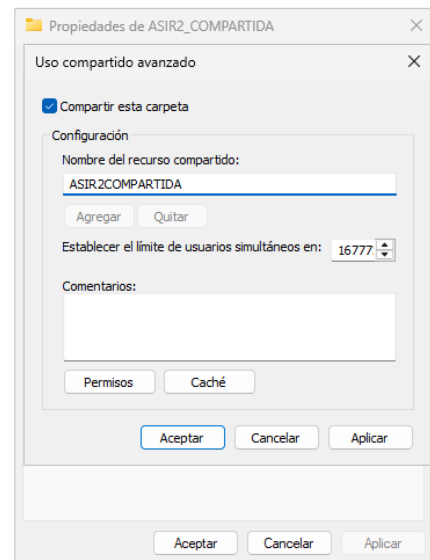 Propiedades de ASIR2_COMPARTIDA
Uso compartido avanzado
Compartir esta carpeta
Configuración
Nombre del recurso compartido:
ASIR2COMPARTIDA
Agregar Quitar
Establecer el límite de usuarios simultáneos en: 16777
Comentarios:
Permisos Caché
Aceptar Cancelar Aplicar
Aceptar Cancelar Aplicar